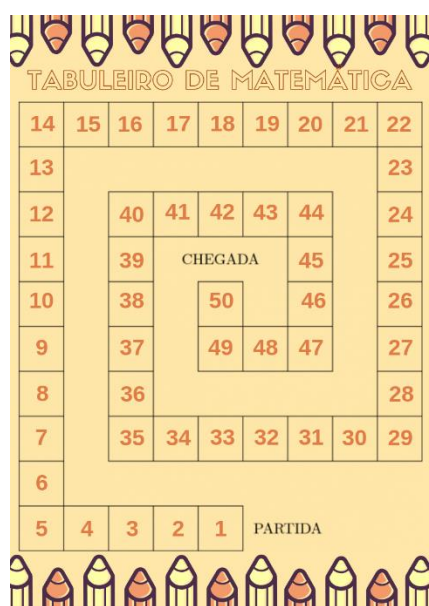 TABULEIRO DE MATEMÁTICA
14 15 16 17 18 19 20 21 22
13 23
12 40 41 42 43 44 24
11 39 CHEGADA 45 25
10 38 50 46 26
9 37 49 48 47 27
8 36 28
7 35 34 33 32 31 30 29
6
5 4 3 2 1 PARTIDA